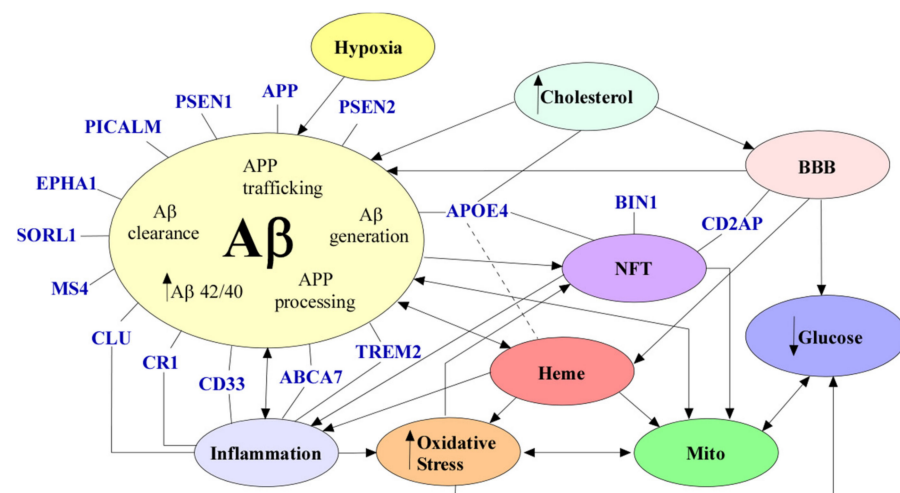 Hypoxia
APP
PSEN1
PSEN2
Cholesterol
PICALM
BBB
APP
trafficking
EPHA1
APOE4
BIN1
CD2AP
Aβ
clearance
Aβ
Aβ
generation
SORL1
NFT
MS4
Aβ 42/40
APP
processing
Glucose
CLU
CR1
TREM2
CD33
ABCA7
Heme
Inflammation
Oxidative
Stress
Mito